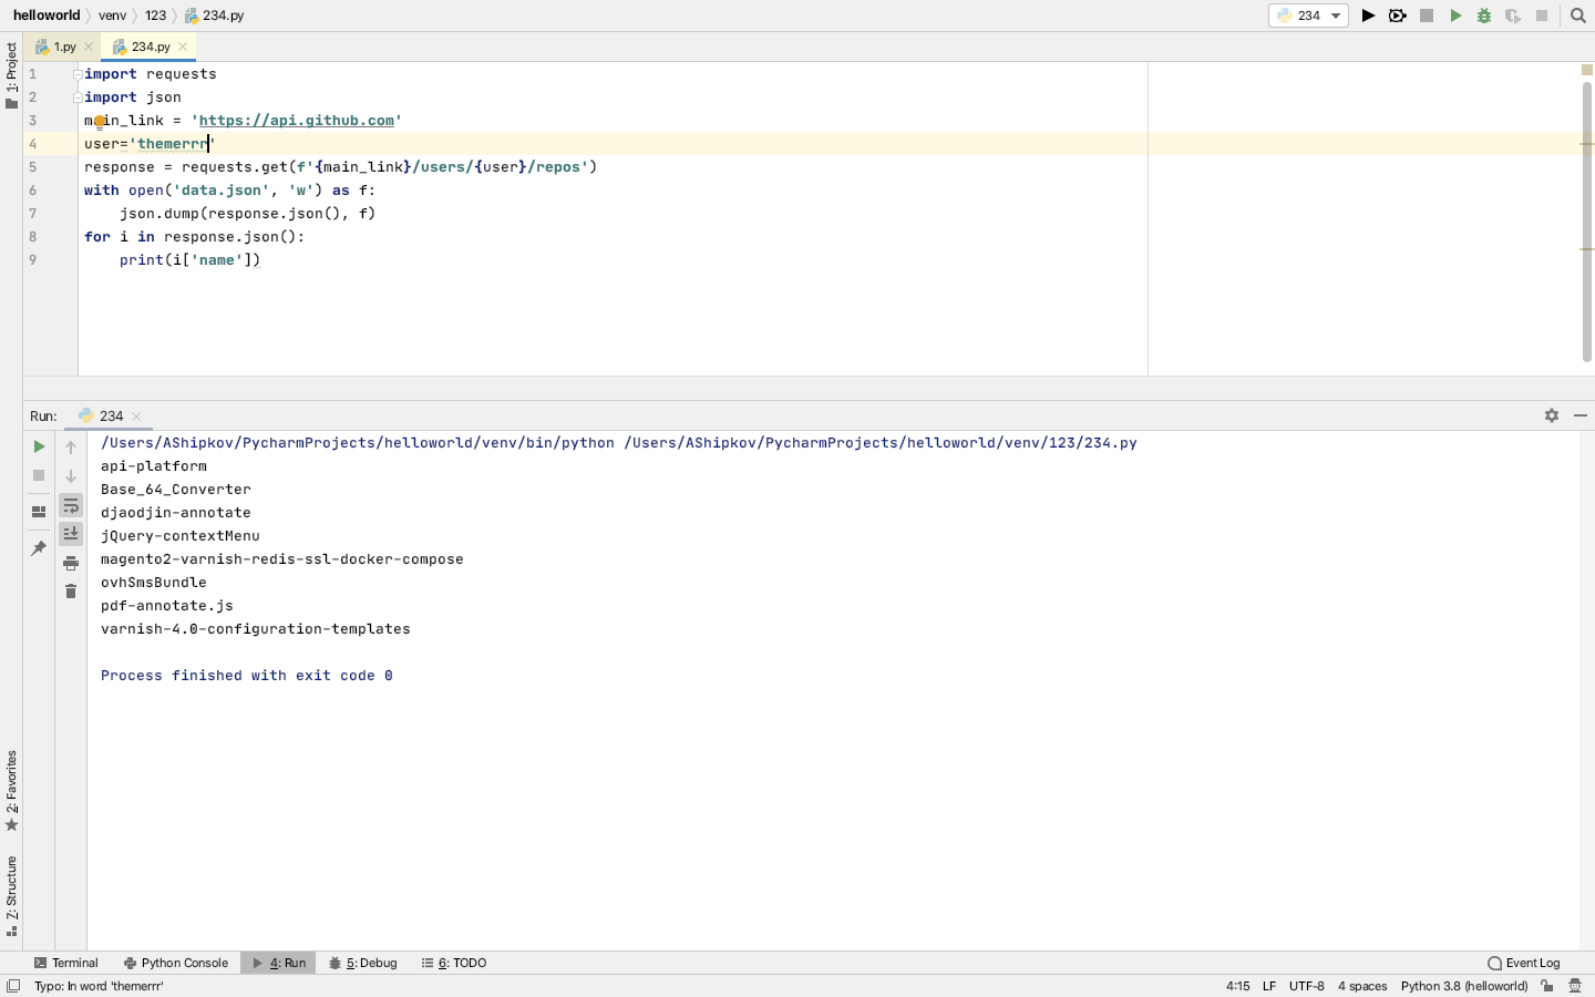 helloworld venv 123 234.py 234
1: Project
1.py 234.py
1 import requests
2 import json
3 main_link = 'https://api.github.com'
4 user='themerrr'
5 response = requests.get(f'{main_link}/users/{user}/repos')
6 with open('data.json', 'w') as f:
7 json.dump(response.json(), f)
8 for i in response.json():
9 print(i['name'])
Run: 234
/Users/AShipkov/PycharmProjects/helloworld/venv/bin/python /Users/AShipkov/PycharmProjects/helloworld/venv/123/234.py
api-platform
Base_64_Converter
djaodjin-annotate
jQuery-contextMenu
magento2-varnish-redis-ssl-docker-compose
ovhSmsBundle
pdf-annotate.js
varnish-4.0-configuration-templates
Process finished with exit code 0
2: Favorites
Z: Structure
Terminal Python Console 4: Run 5: Debug 6: TODO Event Log
Typo: In word 'themerrr' 4:15 LF UTF-8 4 spaces Python 3.8 (helloworld)